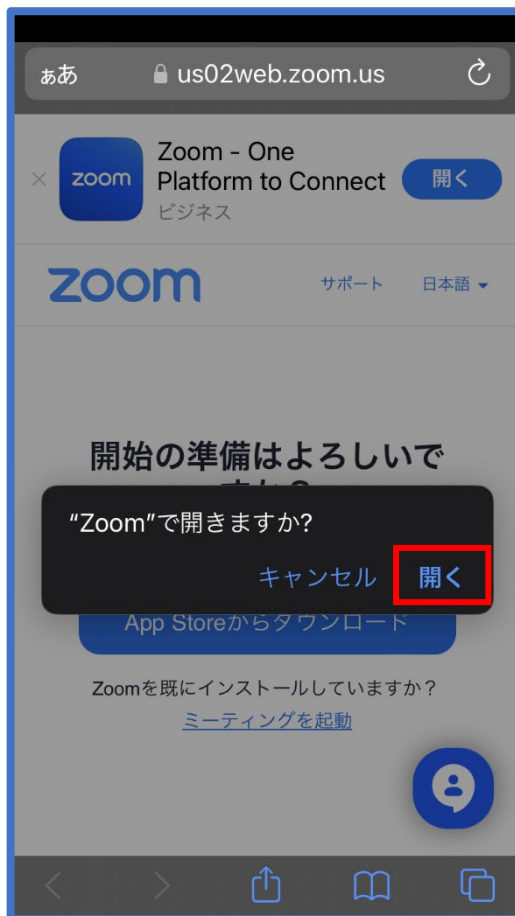 ぁあ us02web.zoom.us
zoom
Zoom - One
Platform to Connect
ビジネス
開く
zoom サポート 日本語
開始の準備はよろしいで
"Zoom"で開きますか?
キャンセル 開く
App Storeからダウンロード
Zoomを既にインストールしていますか？
ミーティングを起動